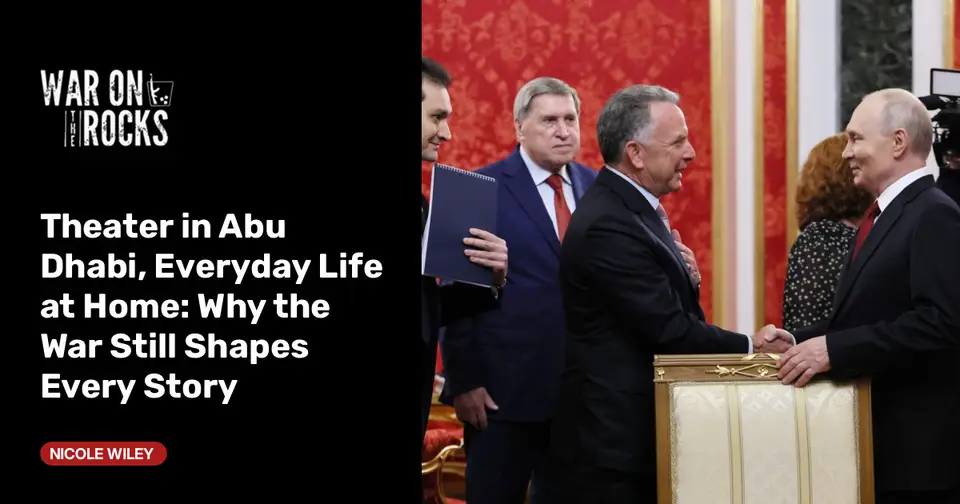 WAR ON
THE ROCKS
Theater in Abu
Dhabi, Everyday Life
at Home: Why the
War Still Shapes
Every Story
NICOLE WILEY